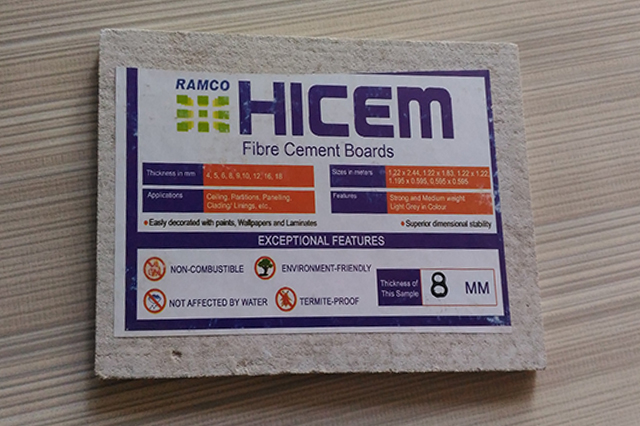 RAMCO
HICEM
Fibre Cement Boards
Thickness in mm 4, 5, 6, 8, 9,10, 12, 16, 18
Applications Ceiling, Partitions, Panelling,
Clading/ Linings, etc.,
Sizes in meters 1.22 x 2.44, 1.22 x 1.83, 1.22 x 1.22,
1.195 x 0.595, 0.595 x 0.595
Features Strong and Medium weight
Light Grey in Colour
Easily decorated with paints, Wallpapers and Laminates
Superior dimensional stability
EXCEPTIONAL FEATURES
NON-COMBUSTIBLE
ENVIRONMENT-FRIENDLY
NOT AFFECTED BY WATER
TERMITE-PROOF
Thickness of
This Sample
8 MM